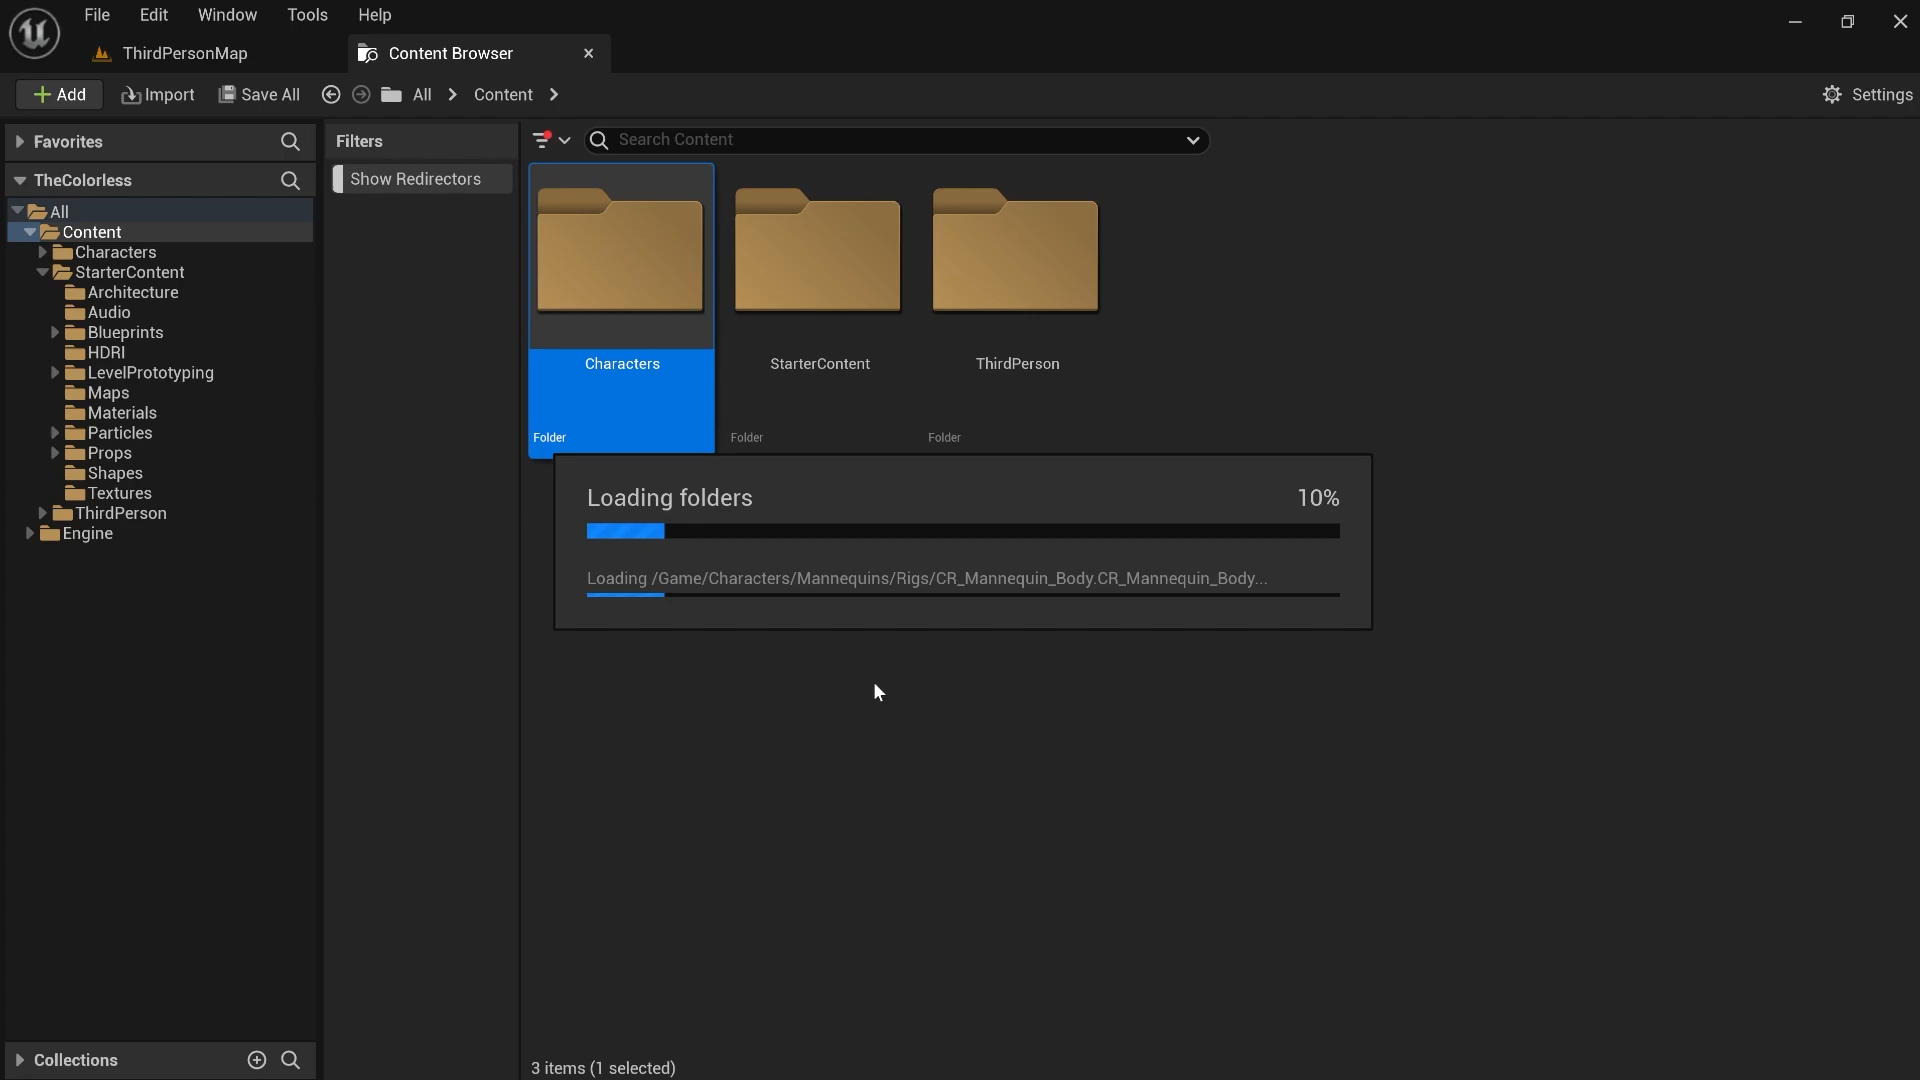 File Edit Window Tools Help
ThirdPersonMap Content Browser
Add Import Save All All Content Settings
Favorites
TheColorless
All
Content
Characters
StarterContent
Architecture
Audio
Blueprints
HDRI
LevelPrototyping
Maps
Materials
Particles
Props
Shapes
Textures
ThirdPerson
Engine
Collections
Filters
Show Redirectors
Search Content
Characters StarterContent ThirdPerson
Folder Folder Folder
Loading folders 10%
Loading /Game/Characters/Mannequins/Rigs/CR_Mannequin_Body.CR_Mannequin_Body...
3 items (1 selected)